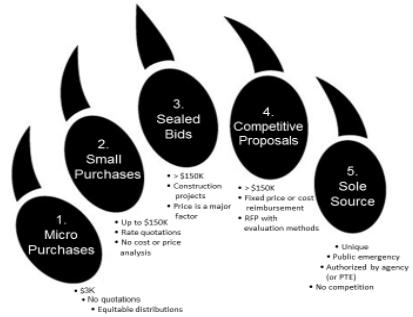 1.
Micro
Purchases
• $3K
• No quotations
• Equitable distributions
2.
Small
Purchases
• Up to $150K
• Rate quotations
• No cost or price
analysis
3.
Sealed
Bids
• > $150K
• Construction
projects
• Price is a major
factor
4.
Competitive
Proposals
• > $150K
• Fixed price or cost
reimbursement
• RFP with
evaluation methods
5.
Sole
Source
• Unique
• Public emergency
• Authorized by agency
(or PTE)
• No competition